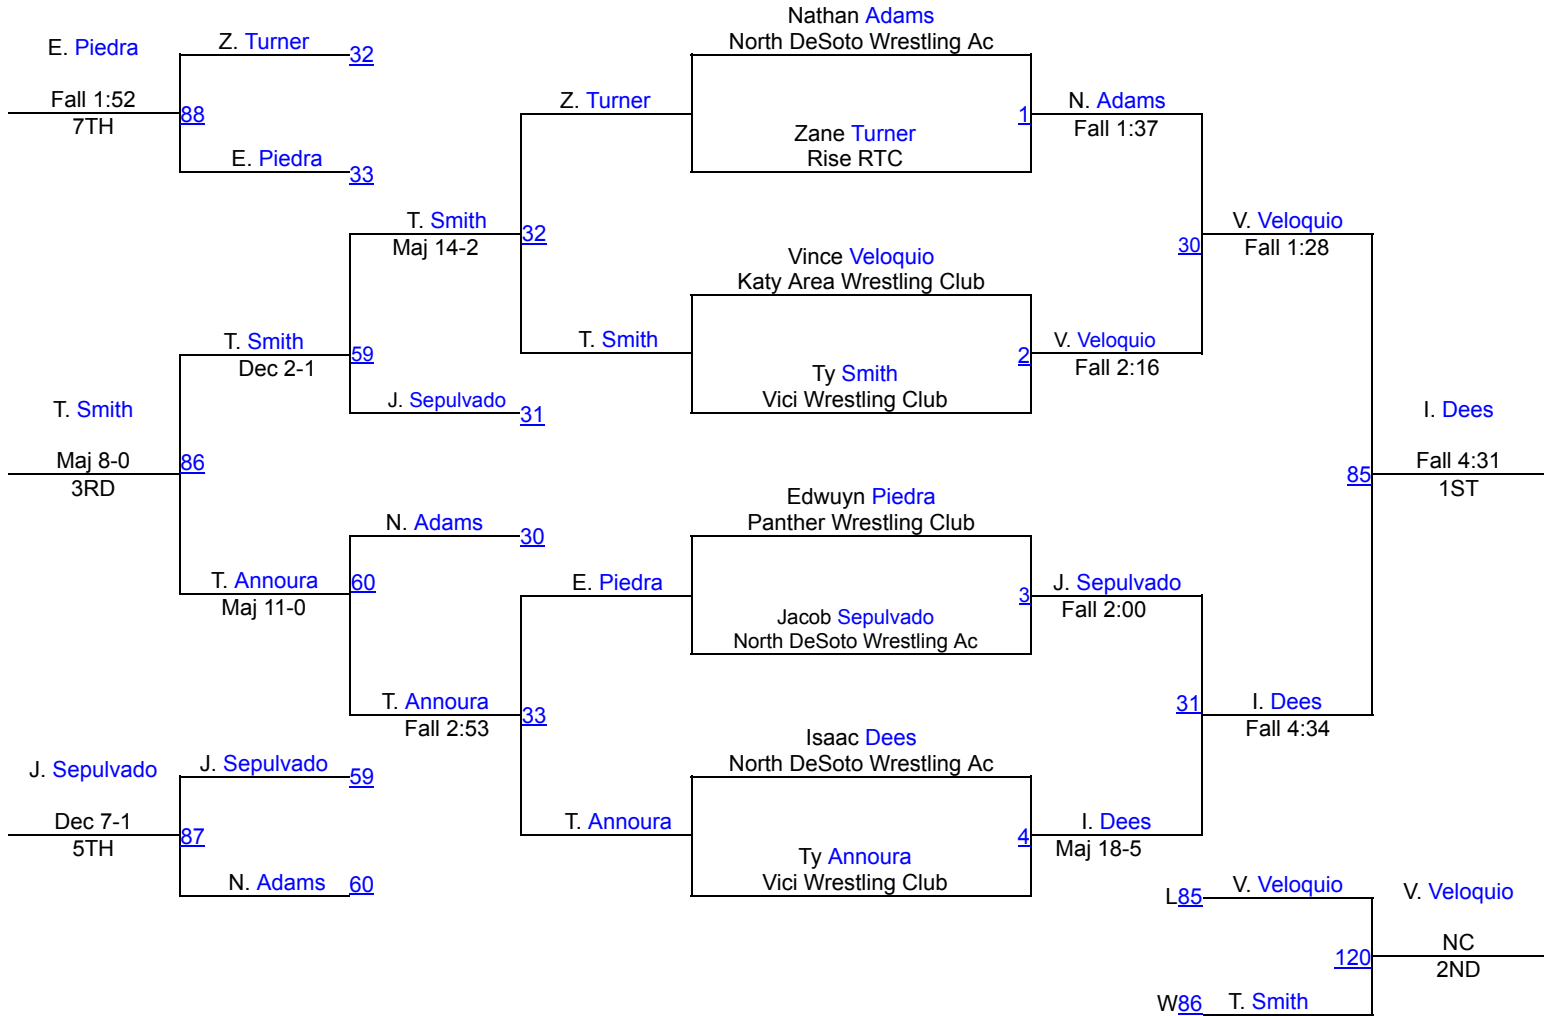 Nathan Adams
North DeSoto Wrestling Ac
E. Piedra
Z. Turner 32
Fall 1:52
7TH
88
E. Piedra 33
Z. Turner
1
N. Adams
Fall 1:37
Zane Turner
Rise RTC
T. Smith
Maj 14-2
32
Vince Veloquio
Katy Area Wrestling Club
30
V. Veloquio
Fall 1:28
T. Smith
Dec 2-1
59
T. Smith
2
V. Veloquio
Fall 2:16
Ty Smith
Vici Wrestling Club
J. Sepulvado 31
T. Smith
Maj 8-0
3RD
86
I. Dees
Fall 4:31
1ST
85
Edwuyn Piedra
Panther Wrestling Club
N. Adams 30
T. Annoura
Maj 11-0
60
E. Piedra
3
J. Sepulvado
Fall 2:00
Jacob Sepulvado
North DeSoto Wrestling Ac
T. Annoura
Fall 2:53
33
31
I. Dees
Fall 4:34
Isaac Dees
North DeSoto Wrestling Ac
J. Sepulvado
J. Sepulvado 59
Dec 7-1
5TH
87
T. Annoura
4
I. Dees
Maj 18-5
Ty Annoura
Vici Wrestling Club
N. Adams 60
L85 V. Veloquio
V. Veloquio
NC
2ND
120
W86 T. Smith